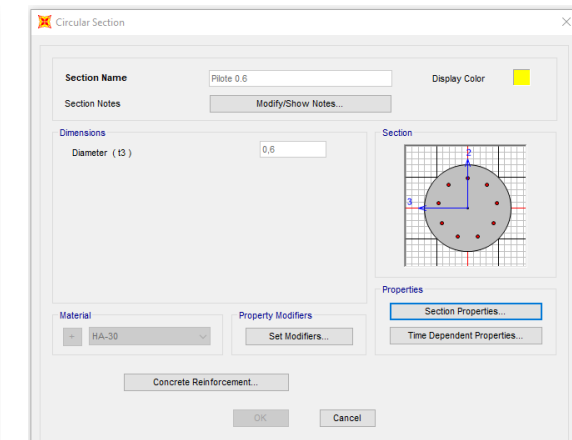 Circular Section
Section Name
Pilote 0.6
Display Color
Section Notes
Modify/Show Notes...
Dimensions
Diameter ( t3 )
0,6
Section
2
3
Properties
Section Properties...
Time Dependent Properties...
Material
+
HA-30
Property Modifiers
Set Modifiers...
Concrete Reinforcement...
OK
Cancel